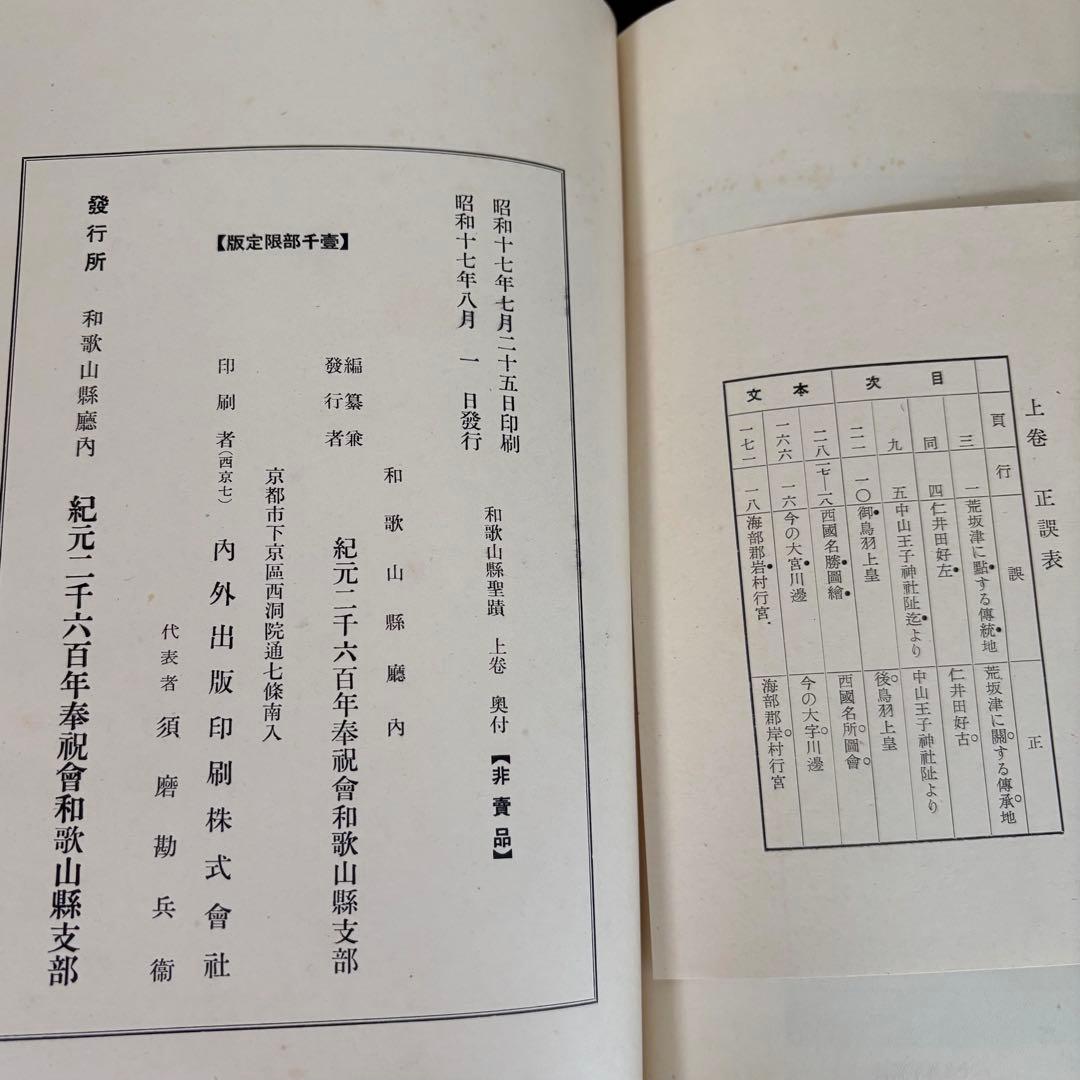 上卷 正誤表
頁 行 誤 正
目次
三 一 荒坂津に點する傳統地 荒坂津に關する傳承地
同 四 仁井田好左 仁井田好古
九 五 中山王子神社趾迄より 中山王子神社趾より
二二 一〇 御鳥羽上皇 後鳥羽上皇
本文
二八 一七-一八 西國名勝圖繪 西國名所圖會
一六六 一六 今の大宮川邊 今の大字川邊
一七一 一八 海部郡岩村行宮 海部郡岸村行宮
昭和十七年七月二十五日印刷
昭和十七年八月 一 日發行
和歌山縣聖蹟 上卷 奥付【非賣品】
【壹千部限定版】
和歌山縣廳內
編纂兼發行者 紀元二千六百年奉祝會和歌山縣支部
京都市下京區西洞院通七條南入
印刷者(西京七) 內外出版印刷株式會社
代表者 須磨勘兵衞
發行所 和歌山縣廳內 紀元二千六百年奉祝會和歌山縣支部